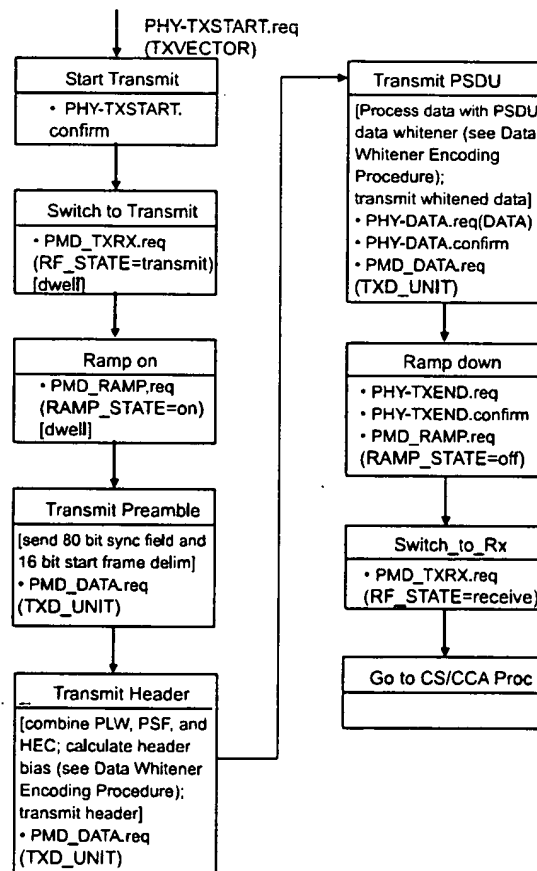 PHY-TXSTART.req
(TXVECTOR)
Start Transmit
• PHY-TXSTART.
confirm
Switch to Transmit
• PMD_TXRX.req
(RF_STATE=transmit)
[dwell]
Ramp on
• PMD_RAMP.req
(RAMP_STATE=on)
[dwell]
Transmit Preamble
[send 80 bit sync field and
16 bit start frame delim]
• PMD_DATA.req
(TXD_UNIT)
Transmit Header
[combine PLW, PSF, and
HEC; calculate header
bias (see Data Whitener
Encoding Procedure);
transmit header]
• PMD_DATA.req
(TXD_UNIT)
Transmit PSDU
[Process data with PSDU
data whitener (see Data
Whitener Encoding
Procedure);
transmit whitened data]
• PHY-DATA.req(DATA)
• PHY-DATA.confirm
• PMD_DATA.req
(TXD_UNIT)
Ramp down
• PHY-TXEND.req
• PHY-TXEND.confirm
• PMD_RAMP.req
(RAMP_STATE=off)
Switch_to_Rx
• PMD_TXRX.req
(RF_STATE=receive)
Go to CS/CCA Proc